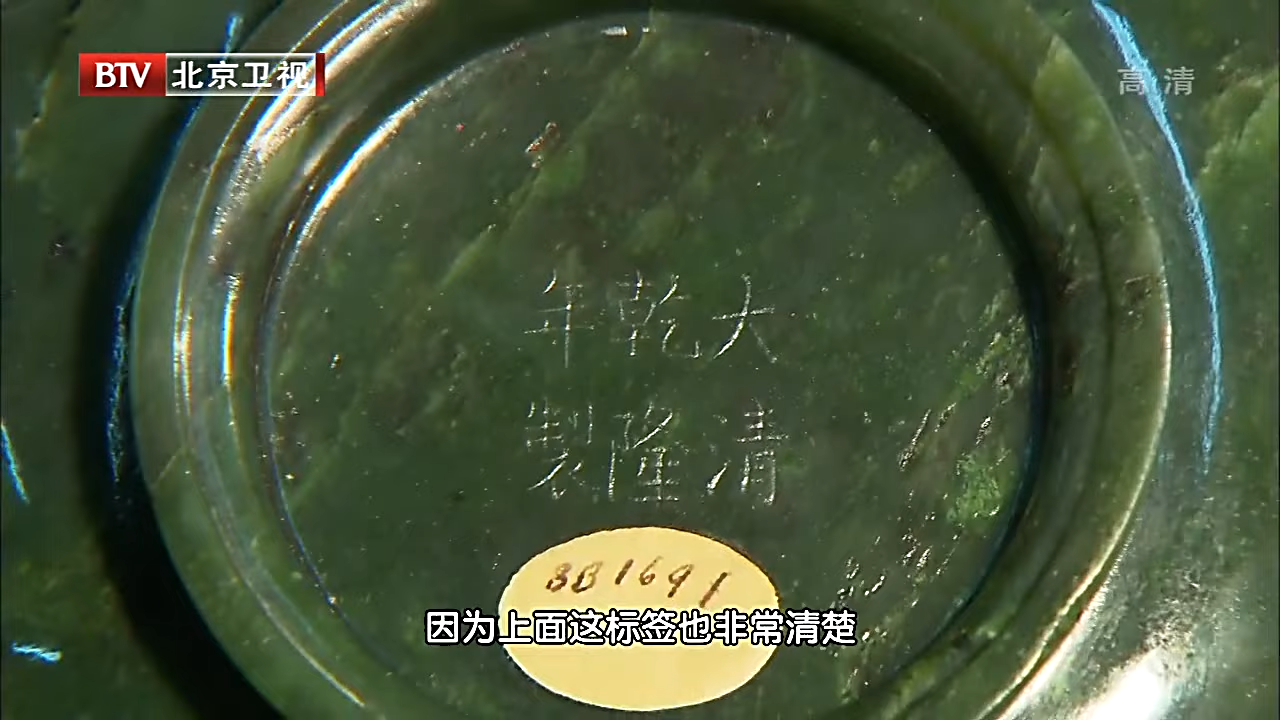 BTV 北京卫视
高清
大清
乾隆
年製
BB1691
因为上面这标签也非常清楚